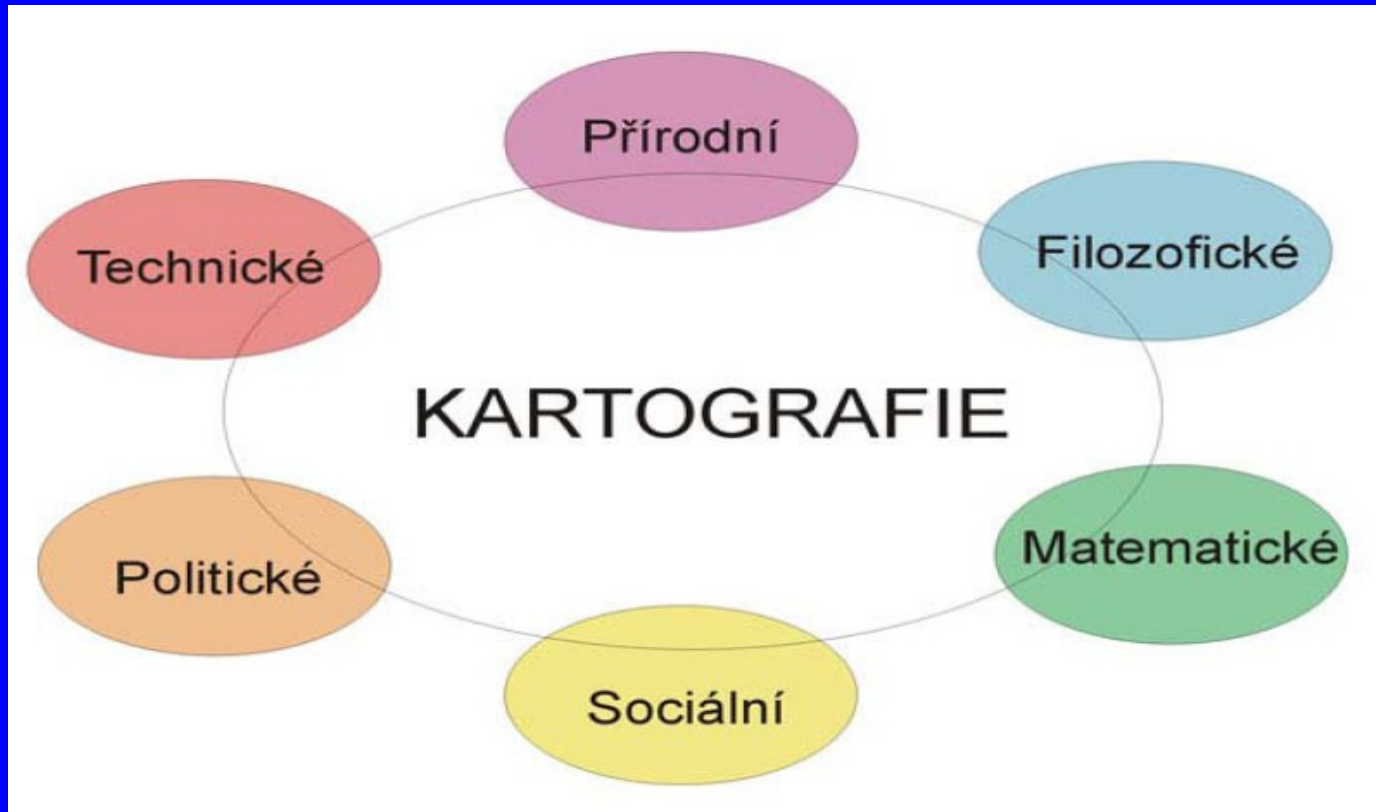 Přírodní
Technické
Filozofické
KARTOGRAFIE
Politické
Matematické
Sociální